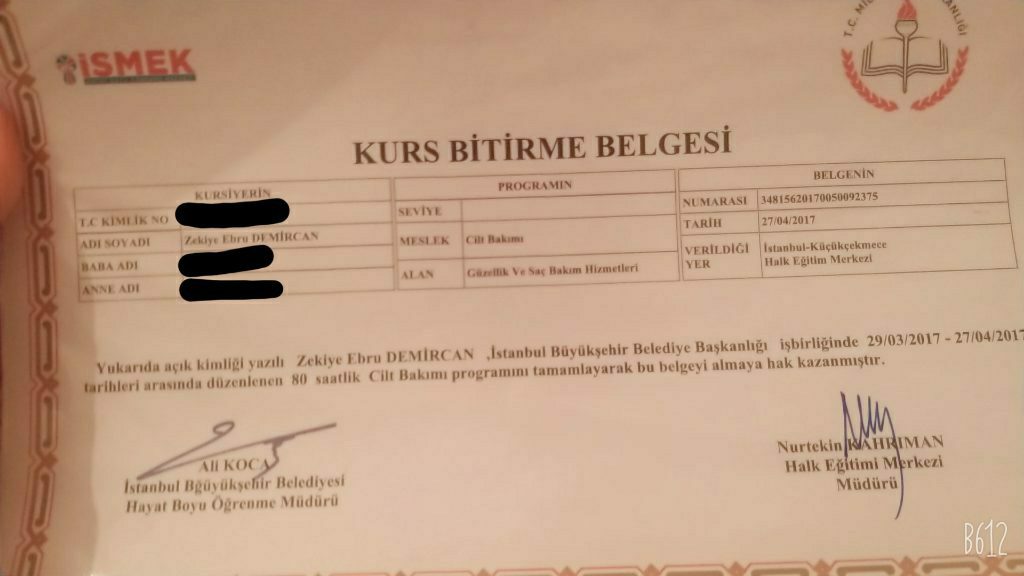 İSMEK
T.C. Mİ
ANLIĞI
KURS BİTİRME BELGESİ
KURSİYERİN
T.C KİMLİK NO
ADI SOYADI Zekiye Ebru DEMİRCAN
BABA ADI
ANNE ADI
PROGRAMIN
SEVİYE
MESLEK Cilt Bakımı
ALAN Güzellik Ve Saç Bakım Hizmetleri
BELGENİN
NUMARASI 34815620170050092375
TARİH 27/04/2017
VERİLDİĞİ YER İstanbul-Küçükçekmece
Halk Eğitim Merkezi
Yukarıda açık kimliği yazılı Zekiye Ebru DEMİRCAN ,İstanbul Büyükşehir Belediye Başkanlığı işbirliğinde 29/03/2017 - 27/04/2017
tarihleri arasında düzenlenen 80 saatlik Cilt Bakımı programını tamamlayarak bu belgeyi almaya hak kazanmıştır.
Ali KOCA
İstanbul Bğüyükşehir Belediyesi
Hayat Boyu Öğrenme Müdürü
Nurtekin KAHRIMAN
Halk Eğitimi Merkezi
Müdürü
B612